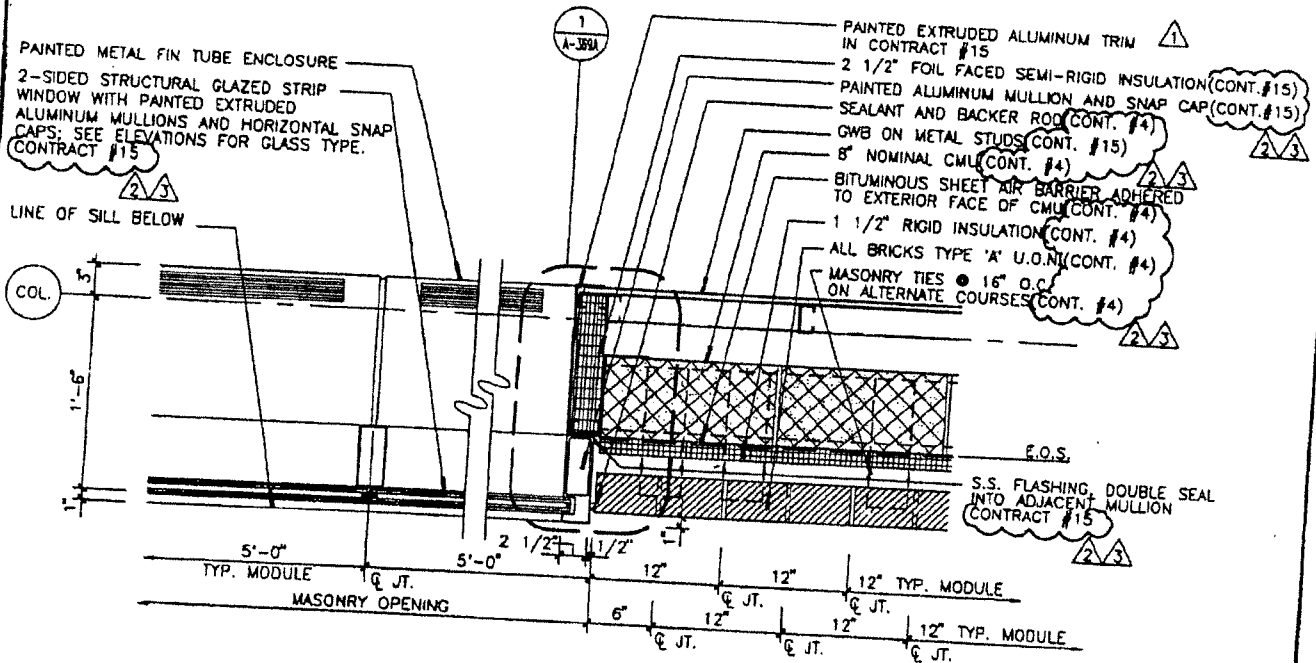 PAINTED METAL FIN TUBE ENCLOSURE
2-SIDED STRUCTURAL GLAZED STRIP
WINDOW WITH PAINTED EXTRUDED
ALUMINUM MULLIONS AND HORIZONTAL SNAP
CAPS; SEE ELEVATIONS FOR GLASS TYPE.
CONTRACT #15
2 3
LINE OF SILL BELOW
COL.
1
A-369A
PAINTED EXTRUDED ALUMINUM TRIM
IN CONTRACT #15
1
2 1/2" FOIL FACED SEMI-RIGID INSULATION (CONT. #15)
PAINTED ALUMINUM MULLION AND SNAP CAP (CONT. #15)
2 3
SEALANT AND BACKER ROD (CONT. #4)
GWB ON METAL STUDS (CONT. #15)
8" NOMINAL CMU (CONT. #4)
2 3
BITUMINOUS SHEET AIR BARRIER ADHERED
TO EXTERIOR FACE OF CMU (CONT. #4)
1 1/2" RIGID INSULATION (CONT. #4)
ALL BRICKS TYPE 'A' U.O.N. (CONT. #4)
MASONRY TIES @ 16" O.C.
ON ALTERNATE COURSES (CONT. #4)
2 3
3"
1'-6"
1"
E.O.S.
S.S. FLASHING, DOUBLE SEAL
INTO ADJACENT MULLION
CONTRACT #15
2 3
2 1/2"
1/2"
1"
5'-0"
TYP. MODULE
℄ JT.
5'-0"
12"
℄ JT.
12"
℄ JT.
12" TYP. MODULE
MASONRY OPENING
6"
℄ JT.
12"
℄ JT.
12"
℄ JT.
12" TYP. MODULE